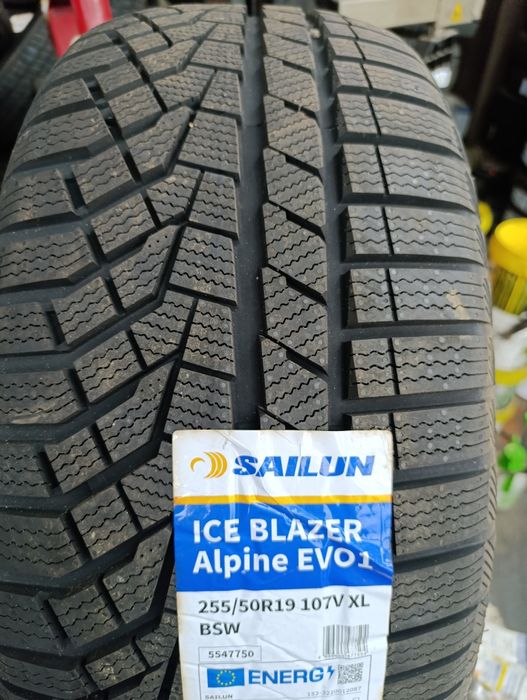 SAILUN
ICE BLAZER
Alpine EVO1
255/50R19 107V XL
BSW
5547750
ENERG
SAILUN